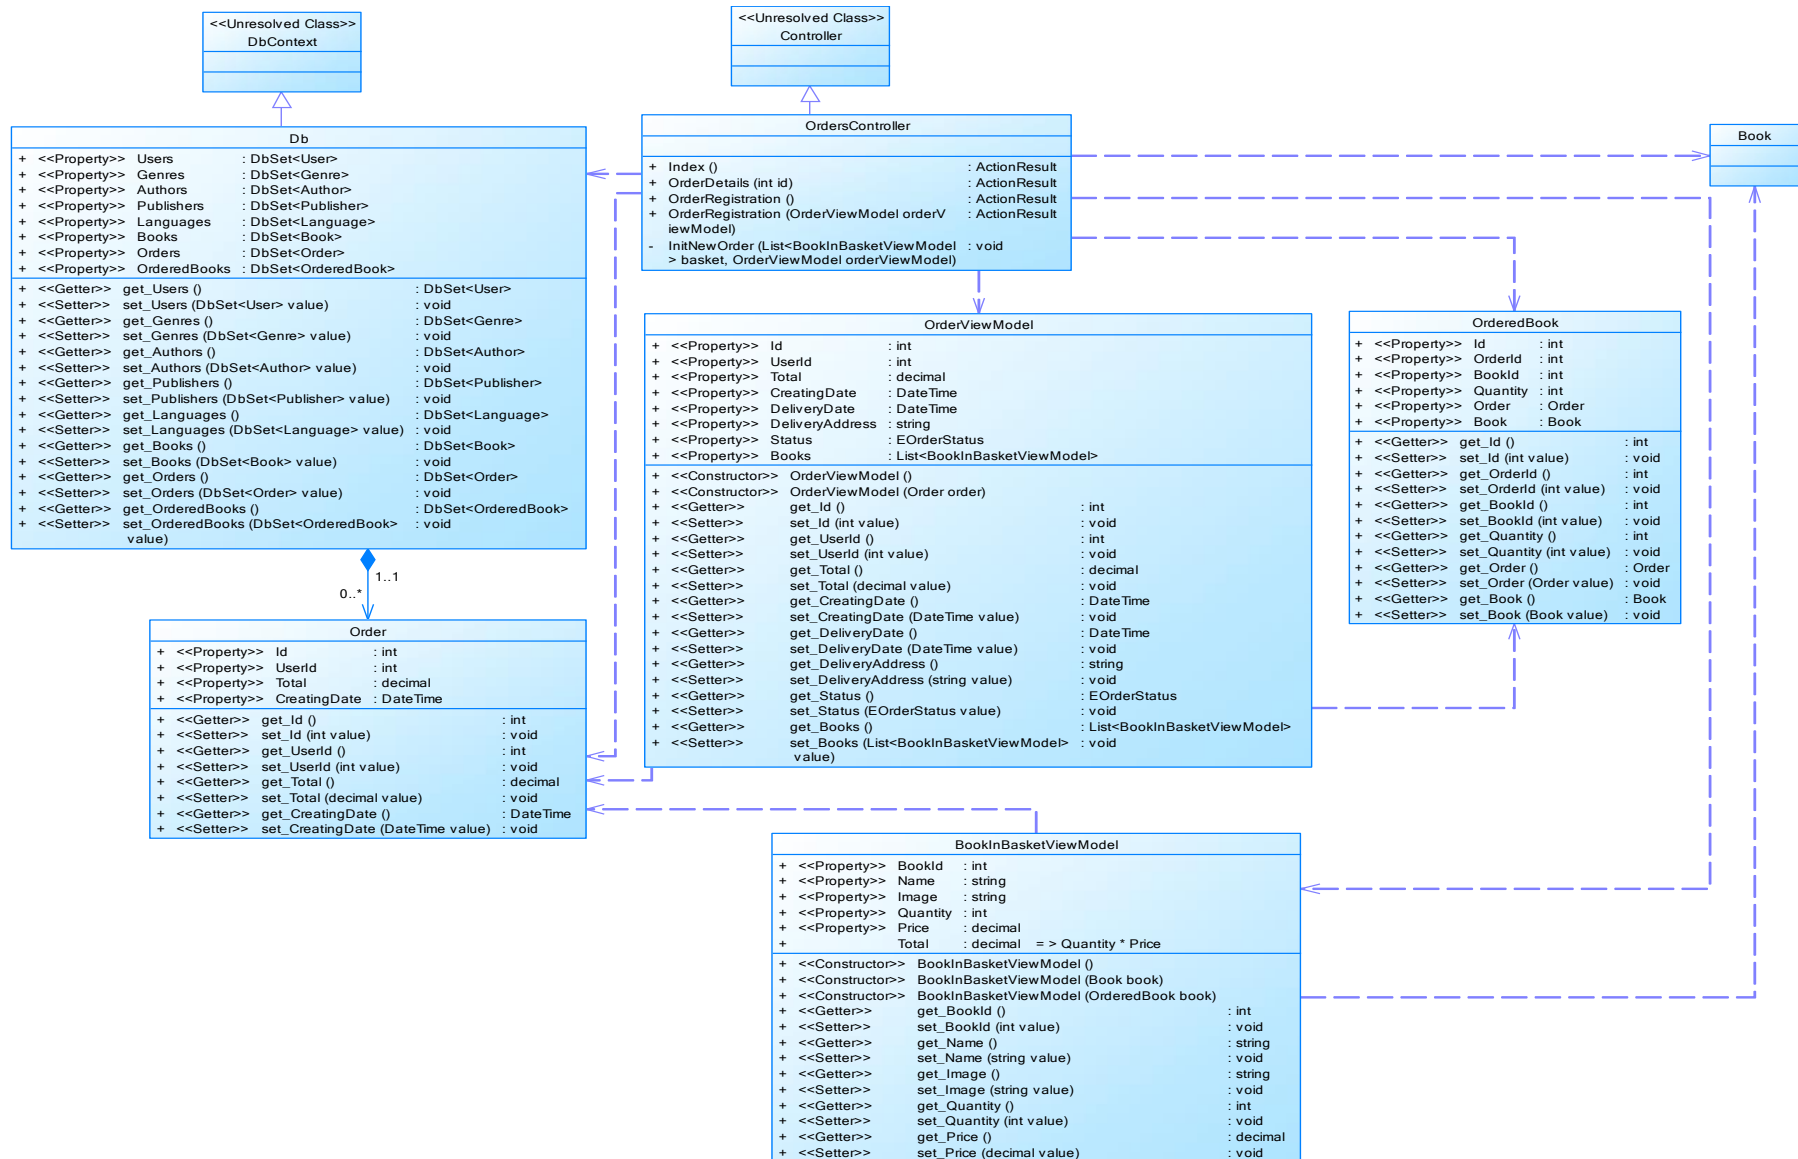 <<Unresolved Class>>
DbContext
<<Unresolved Class>>
Controller
Db
+ <<Property>> Users : DbSet<User>
+ <<Property>> Genres : DbSet<Genre>
+ <<Property>> Authors : DbSet<Author>
+ <<Property>> Publishers : DbSet<Publisher>
+ <<Property>> Languages : DbSet<Language>
+ <<Property>> Books : DbSet<Book>
+ <<Property>> Orders : DbSet<Order>
+ <<Property>> OrderedBooks : DbSet<OrderedBook>
+ <<Getter>> get_Users () : DbSet<User>
+ <<Setter>> set_Users (DbSet<User> value) : void
+ <<Getter>> get_Genres () : DbSet<Genre>
+ <<Setter>> set_Genres (DbSet<Genre> value) : void
+ <<Getter>> get_Authors () : DbSet<Author>
+ <<Setter>> set_Authors (DbSet<Author> value) : void
+ <<Getter>> get_Publishers () : DbSet<Publisher>
+ <<Setter>> set_Publishers (DbSet<Publisher> value) : void
+ <<Getter>> get_Languages () : DbSet<Language>
+ <<Setter>> set_Languages (DbSet<Language> value) : void
+ <<Getter>> get_Books () : DbSet<Book>
+ <<Setter>> set_Books (DbSet<Book> value) : void
+ <<Getter>> get_Orders () : DbSet<Order>
+ <<Setter>> set_Orders (DbSet<Order> value) : void
+ <<Getter>> get_OrderedBooks () : DbSet<OrderedBook>
+ <<Setter>> set_OrderedBooks (DbSet<OrderedBook> : void
value)
OrdersController
+ Index () : ActionResult
+ OrderDetails (int id) : ActionResult
+ OrderRegistration () : ActionResult
+ OrderRegistration (OrderViewModel orderV : ActionResult
iewModel)
- InitNewOrder (List<BookInBasketViewModel : void
> basket, OrderViewModel orderViewModel)
Book
OrderViewModel
+ <<Property>> Id : int
+ <<Property>> UserId : int
+ <<Property>> Total : decimal
+ <<Property>> CreatingDate : DateTime
+ <<Property>> DeliveryDate : DateTime
+ <<Property>> DeliveryAddress : string
+ <<Property>> Status : EOrderStatus
+ <<Property>> Books : List<BookInBasketViewModel>
+ <<Constructor>> OrderViewModel ()
+ <<Constructor>> OrderViewModel (Order order)
+ <<Getter>> get_Id () : int
+ <<Setter>> set_Id (int value) : void
+ <<Getter>> get_UserId () : int
+ <<Setter>> set_UserId (int value) : void
+ <<Getter>> get_Total () : decimal
+ <<Setter>> set_Total (decimal value) : void
+ <<Getter>> get_CreatingDate () : DateTime
+ <<Setter>> set_CreatingDate (DateTime value) : void
+ <<Getter>> get_DeliveryDate () : DateTime
+ <<Setter>> set_DeliveryDate (DateTime value) : void
+ <<Getter>> get_DeliveryAddress () : string
+ <<Setter>> set_DeliveryAddress (string value) : void
+ <<Getter>> get_Status () : EOrderStatus
+ <<Setter>> set_Status (EOrderStatus value) : void
+ <<Getter>> get_Books () : List<BookInBasketViewModel>
+ <<Setter>> set_Books (List<BookInBasketViewModel> : void
value)
OrderedBook
+ <<Property>> Id : int
+ <<Property>> OrderId : int
+ <<Property>> BookId : int
+ <<Property>> Quantity : int
+ <<Property>> Order : Order
+ <<Property>> Book : Book
+ <<Getter>> get_Id () : int
+ <<Setter>> set_Id (int value) : void
+ <<Getter>> get_OrderId () : int
+ <<Setter>> set_OrderId (int value) : void
+ <<Getter>> get_BookId () : int
+ <<Setter>> set_BookId (int value) : void
+ <<Getter>> get_Quantity () : int
+ <<Setter>> set_Quantity (int value) : void
+ <<Getter>> get_Order () : Order
+ <<Setter>> set_Order (Order value) : void
+ <<Getter>> get_Book () : Book
+ <<Setter>> set_Book (Book value) : void
1..1
0..*
Order
+ <<Property>> Id : int
+ <<Property>> UserId : int
+ <<Property>> Total : decimal
+ <<Property>> CreatingDate : DateTime
+ <<Getter>> get_Id () : int
+ <<Setter>> set_Id (int value) : void
+ <<Getter>> get_UserId () : int
+ <<Setter>> set_UserId (int value) : void
+ <<Getter>> get_Total () : decimal
+ <<Setter>> set_Total (decimal value) : void
+ <<Getter>> get_CreatingDate () : DateTime
+ <<Setter>> set_CreatingDate (DateTime value) : void
BookInBasketViewModel
+ <<Property>> BookId : int
+ <<Property>> Name : string
+ <<Property>> Image : string
+ <<Property>> Quantity : int
+ <<Property>> Price : decimal
+ Total : decimal = > Quantity * Price
+ <<Constructor>> BookInBasketViewModel ()
+ <<Constructor>> BookInBasketViewModel (Book book)
+ <<Constructor>> BookInBasketViewModel (OrderedBook book)
+ <<Getter>> get_BookId () : int
+ <<Setter>> set_BookId (int value) : void
+ <<Getter>> get_Name () : string
+ <<Setter>> set_Name (string value) : void
+ <<Getter>> get_Image () : string
+ <<Setter>> set_Image (string value) : void
+ <<Getter>> get_Quantity () : int
+ <<Setter>> set_Quantity (int value) : void
+ <<Getter>> get_Price () : decimal
+ <<Setter>> set_Price (decimal value) : void